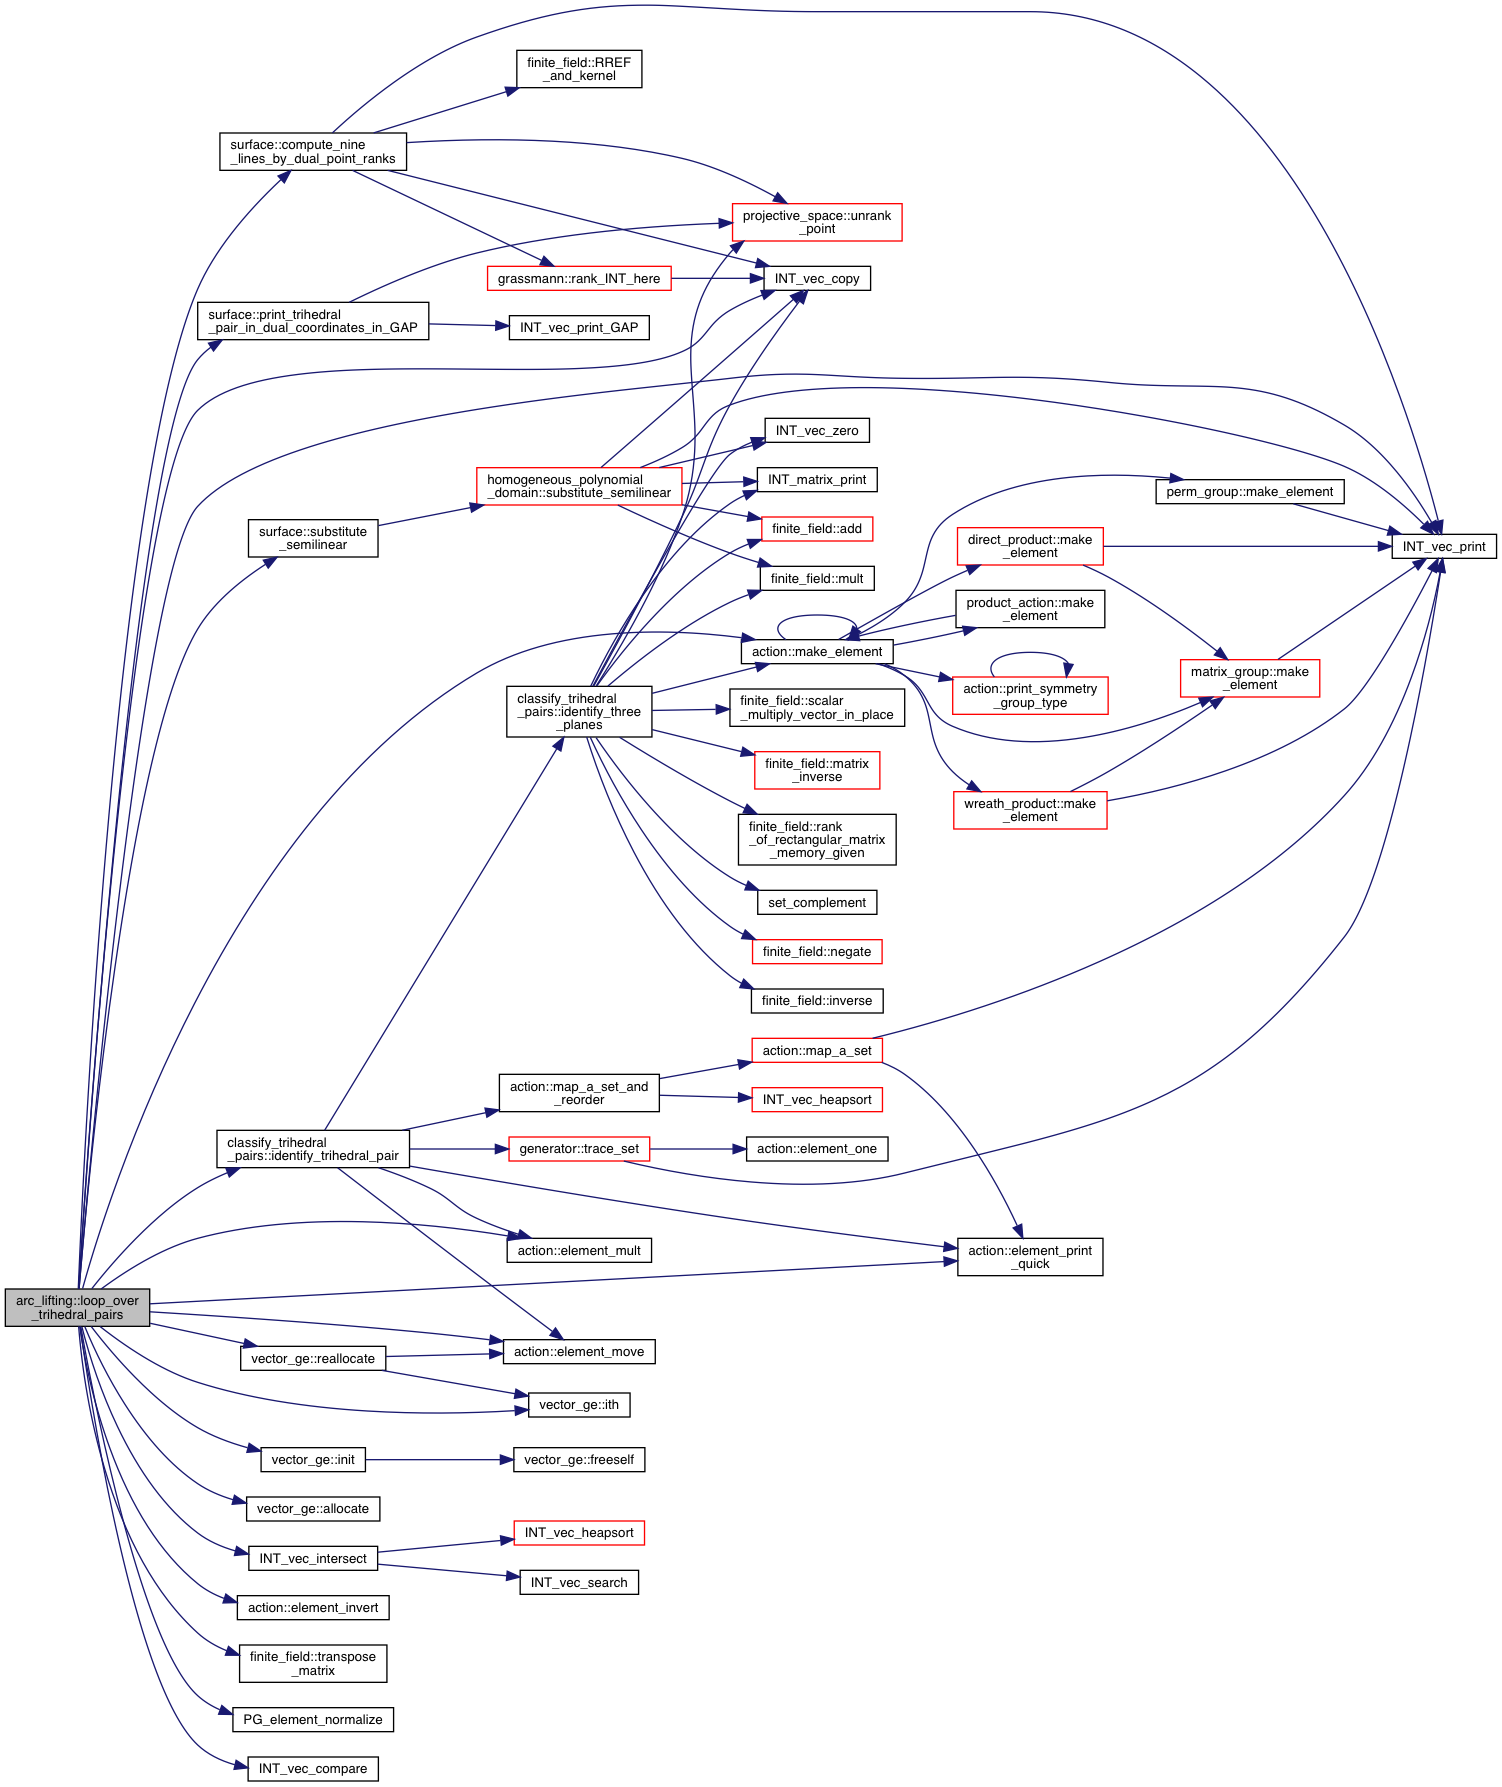 finite_field::RREF
_and_kernel
surface::compute_nine
_lines_by_dual_point_ranks
projective_space::unrank
_point
grassmann::rank_INT_here
INT_vec_copy
surface::print_trihedral
_pair_in_dual_coordinates_in_GAP
INT_vec_print_GAP
INT_vec_zero
homogeneous_polynomial
_domain::substitute_semilinear
INT_matrix_print
perm_group::make_element
surface::substitute
_semilinear
finite_field::add
direct_product::make
_element
INT_vec_print
finite_field::mult
product_action::make
_element
action::make_element
classify_trihedral
_pairs::identify_three
_planes
finite_field::scalar
_multiply_vector_in_place
action::print_symmetry
_group_type
matrix_group::make
_element
finite_field::matrix
_inverse
wreath_product::make
_element
finite_field::rank
_of_rectangular_matrix
_memory_given
set_complement
finite_field::negate
finite_field::inverse
action::map_a_set
action::map_a_set_and
_reorder
INT_vec_heapsort
classify_trihedral
_pairs::identify_trihedral_pair
generator::trace_set
action::element_one
action::element_mult
action::element_print
_quick
arc_lifting::loop_over
_trihedral_pairs
vector_ge::reallocate
action::element_move
vector_ge::ith
vector_ge::init
vector_ge::freeself
vector_ge::allocate
INT_vec_intersect
INT_vec_heapsort
INT_vec_search
action::element_invert
finite_field::transpose
_matrix
PG_element_normalize
INT_vec_compare